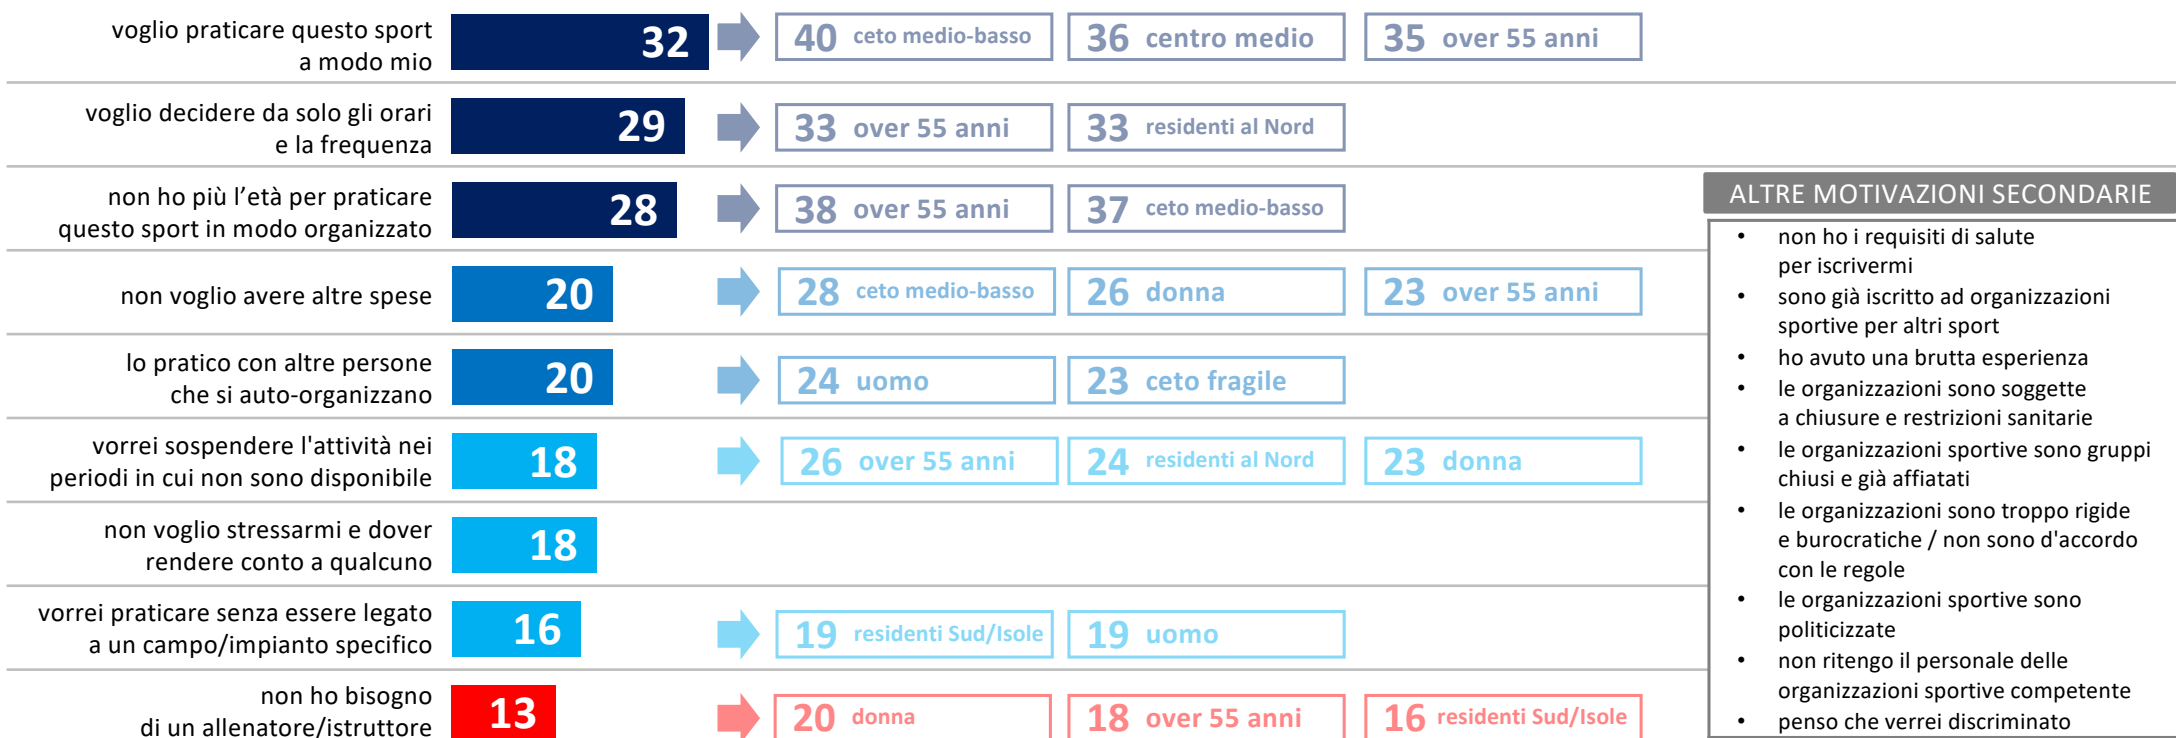 voglio praticare questo sport
a modo mio
32
40 ceto medio-basso
36 centro medio
35 over 55 anni
voglio decidere da solo gli orari
e la frequenza
29
33 over 55 anni
33 residenti al Nord
non ho più l’età per praticare
questo sport in modo organizzato
28
38 over 55 anni
37 ceto medio-basso
non voglio avere altre spese
20
28 ceto medio-basso
26 donna
23 over 55 anni
lo pratico con altre persone
che si auto-organizzano
20
24 uomo
23 ceto fragile
vorrei sospendere l'attività nei
periodi in cui non sono disponibile
18
26 over 55 anni
24 residenti al Nord
23 donna
non voglio stressarmi e dover
rendere conto a qualcuno
18
vorrei praticare senza essere legato
a un campo/impianto specifico
16
19 residenti Sud/Isole
19 uomo
non ho bisogno
di un allenatore/istruttore
13
20 donna
18 over 55 anni
16 residenti Sud/Isole
ALTRE MOTIVAZIONI SECONDARIE
• non ho i requisiti di salute
per iscrivermi
• sono già iscritto ad organizzazioni
sportive per altri sport
• ho avuto una brutta esperienza
• le organizzazioni sono soggette
a chiusure e restrizioni sanitarie
• le organizzazioni sportive sono gruppi
chiusi e già affiatati
• le organizzazioni sono troppo rigide
e burocratiche / non sono d'accordo
con le regole
• le organizzazioni sportive sono
politicizzate
• non ritengo il personale delle
organizzazioni sportive competente
• penso che verrei discriminato